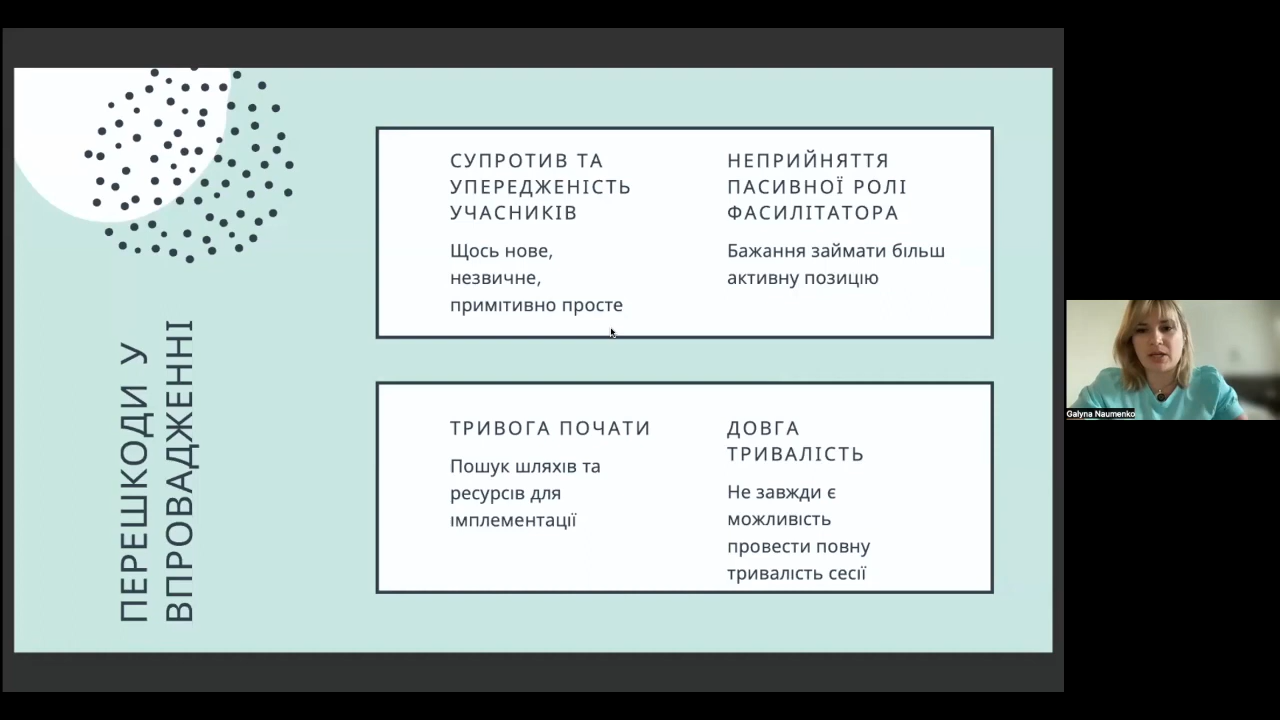 ПЕРЕШКОДИ У
ВПРОВАДЖЕННІ
СУПРОТИВ ТА
УПЕРЕДЖЕНІСТЬ
УЧАСНИКІВ
Щось нове,
незвичне,
примітивно просте
НЕПРИЙНЯТТЯ
ПАСИВНОЇ РОЛІ
ФАСИЛІТАТОРА
Бажання займати більш
активну позицію
ТРИВОГА ПОЧАТИ
Пошук шляхів та
ресурсів для
імплементації
ДОВГА
ТРИВАЛІСТЬ
Не завжди є
можливість
провести повну
тривалість сесії
Galyna Naumenko